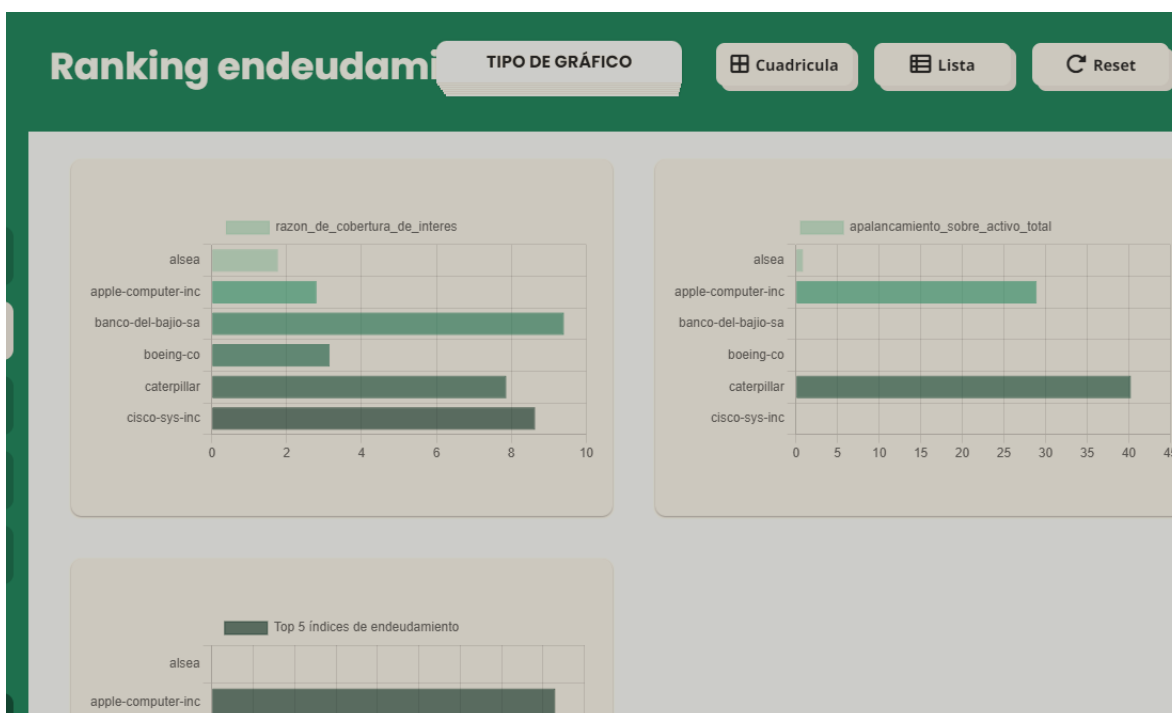 Ranking endeudami
TIPO DE GRÁFICO
Cuadricula
Lista
Reset
razon_de_cobertura_de_interes
alsea
apple-computer-inc
banco-del-bajio-sa
boeing-co
caterpillar
cisco-sys-inc
0 2 4 6 8 10
apalancamiento_sobre_activo_total
alsea
apple-computer-inc
banco-del-bajio-sa
boeing-co
caterpillar
cisco-sys-inc
0 5 10 15 20 25 30 35 40 45
Top 5 índices de endeudamiento
alsea
apple-computer-inc